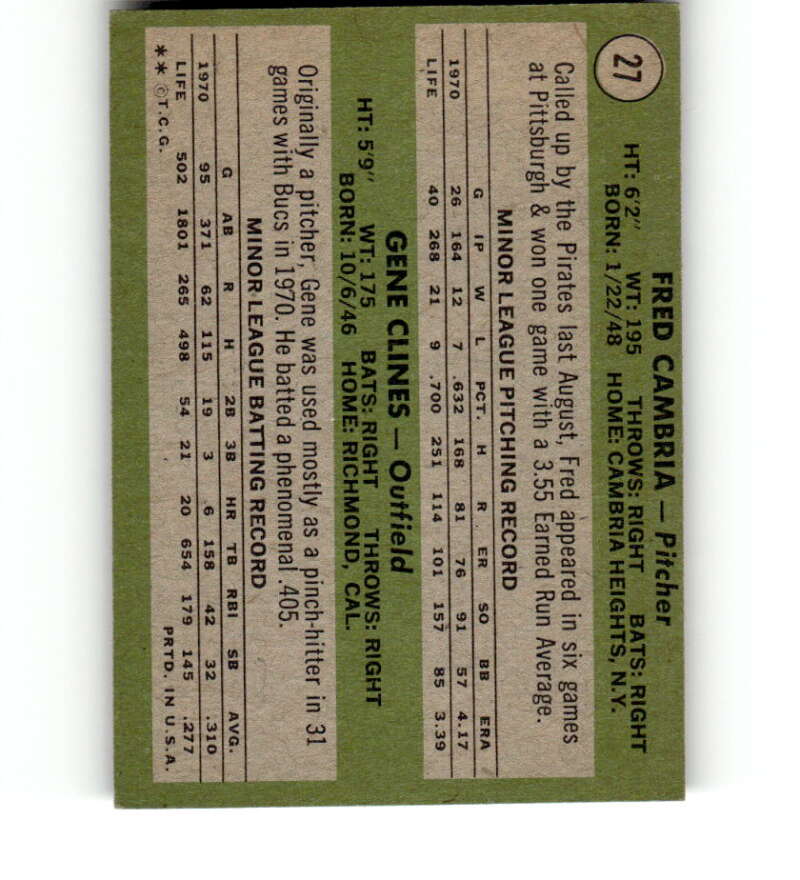 27
FRED CAMBRIA — Pitcher
HT: 6'2" WT: 195 THROWS: RIGHT BATS: RIGHT
BORN: 1/22/48 HOME: CAMBRIA HEIGHTS, N.Y.
Called up by the Pirates last August, Fred appeared in six games
at Pittsburgh & won one game with a 3.55 Earned Run Average.
MINOR LEAGUE PITCHING RECORD
G IP W L PCT. H R ER SO BB ERA
1970 26 164 12 7 .632 168 81 76 91 57 4.17
LIFE 40 268 21 9 .700 251 114 101 157 85 3.39
GENE CLINES — Outfield
HT: 5'9" WT: 175 BATS: RIGHT THROWS: RIGHT
BORN: 10/6/46 HOME: RICHMOND, CAL.
Originally a pitcher, Gene was used mostly as a pinch-hitter in 31
games with Bucs in 1970. He batted a phenomenal .405.
MINOR LEAGUE BATTING RECORD
G AB R H 2B 3B HR TB RBI SB AVG.
1970 95 371 62 115 19 3 6 158 42 32 .310
LIFE 502 1801 265 498 54 21 20 654 179 145 .277
** ©T.C.G. PRTD. IN U.S.A.